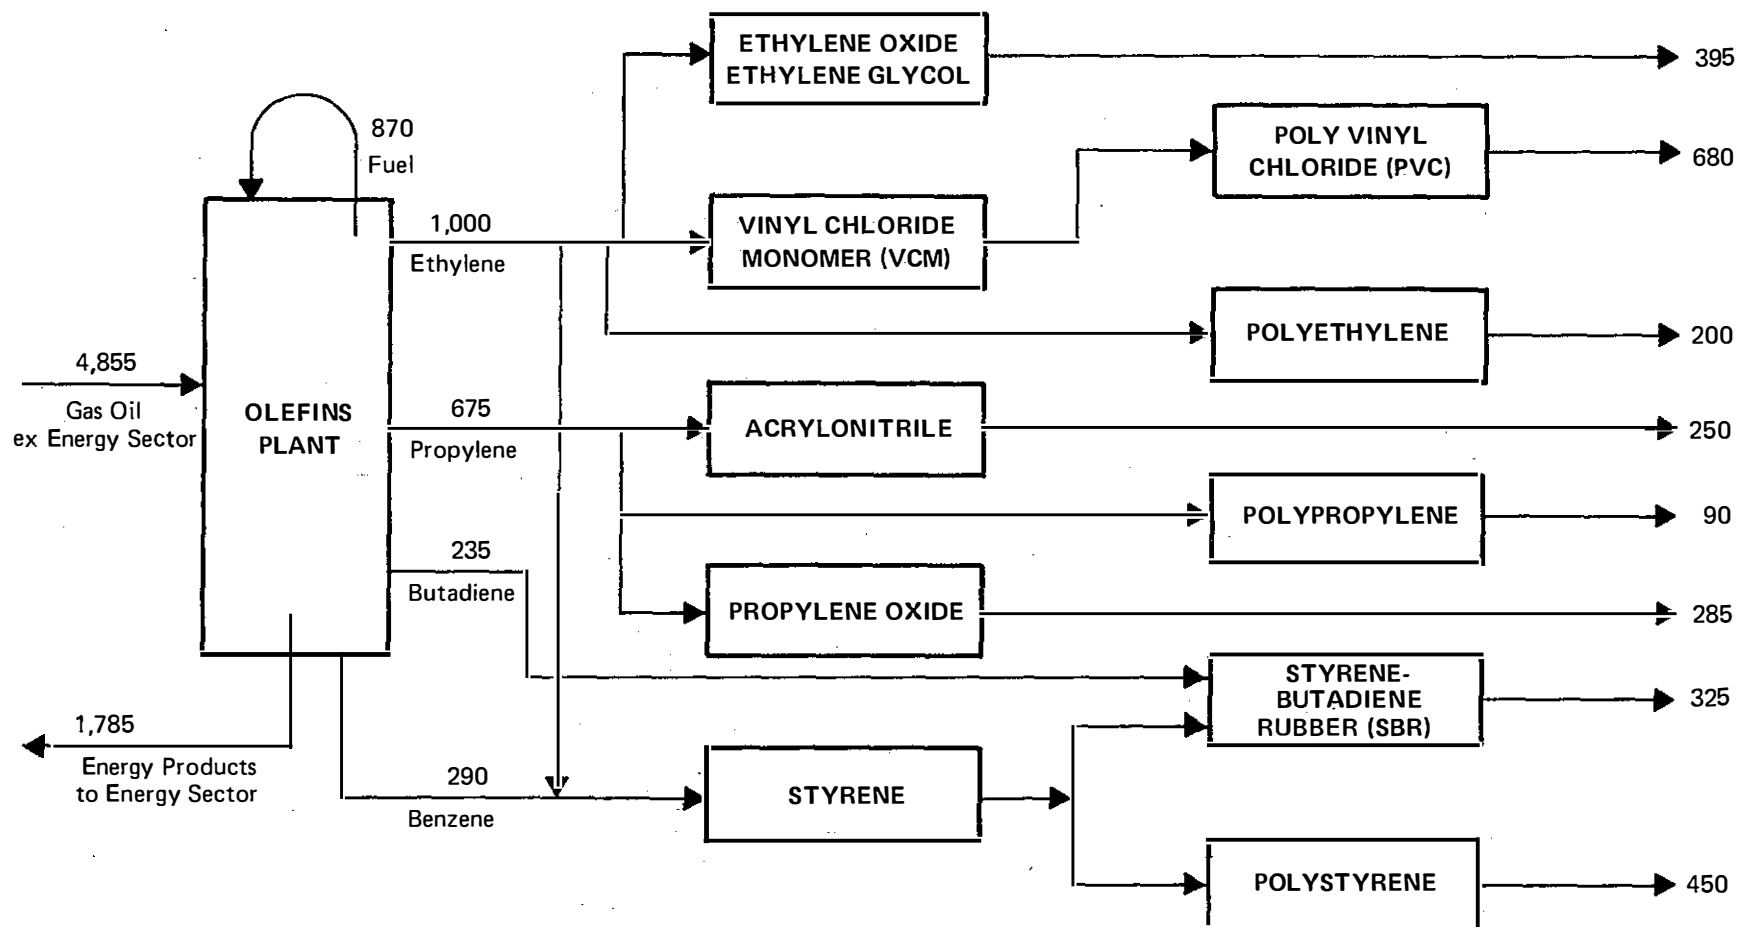 ETHYLENE OXIDE
ETHYLENE GLYCOL
395
870
Fuel
POLY VINYL
CHLORIDE (PVC)
680
1,000
Ethylene
VINYL CHLORIDE
MONOMER (VCM)
POLYETHYLENE
200
4,855
Gas Oil
ex Energy Sector
OLEFINS
PLANT
675
Propylene
ACRYLONITRILE
250
POLYPROPYLENE
90
235
Butadiene
PROPYLENE OXIDE
285
STYRENE-
BUTADIENE
RUBBER (SBR)
325
1,785
Energy Products
to Energy Sector
290
Benzene
STYRENE
POLYSTYRENE
450